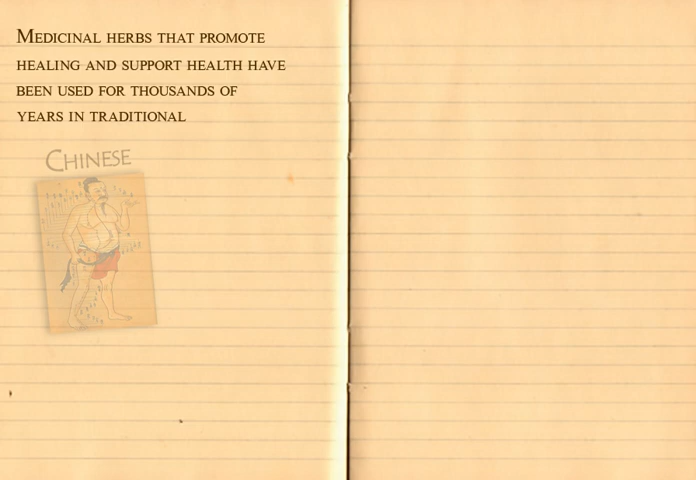 Medicinal herbs that promote
healing and support health have
been used for thousands of
years in traditional
Chinese